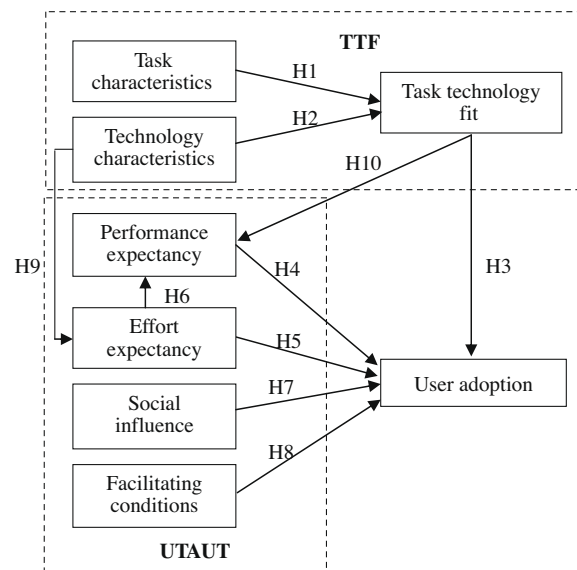 TTF
Task
characteristics
H1
Task technology
fit
H2
Technology
characteristics
H10
Performance
expectancy
H9
H4
H3
H6
Effort
expectancy
H5
User adoption
H7
Social
influence
H8
Facilitating
conditions
UTAUT